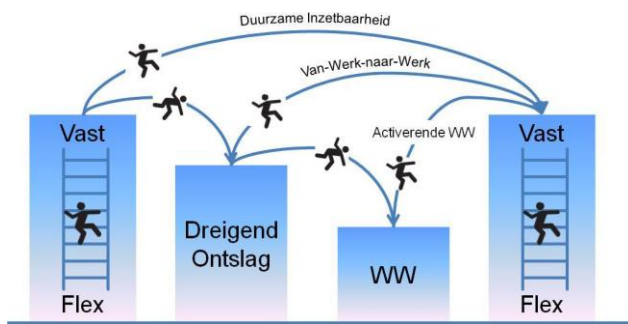 Duurzame Inzetbaarheid
Van-Werk-naar-Werk
Activerende WW
Vast
Flex
Dreigend
Ontslag
WW
Vast
Flex